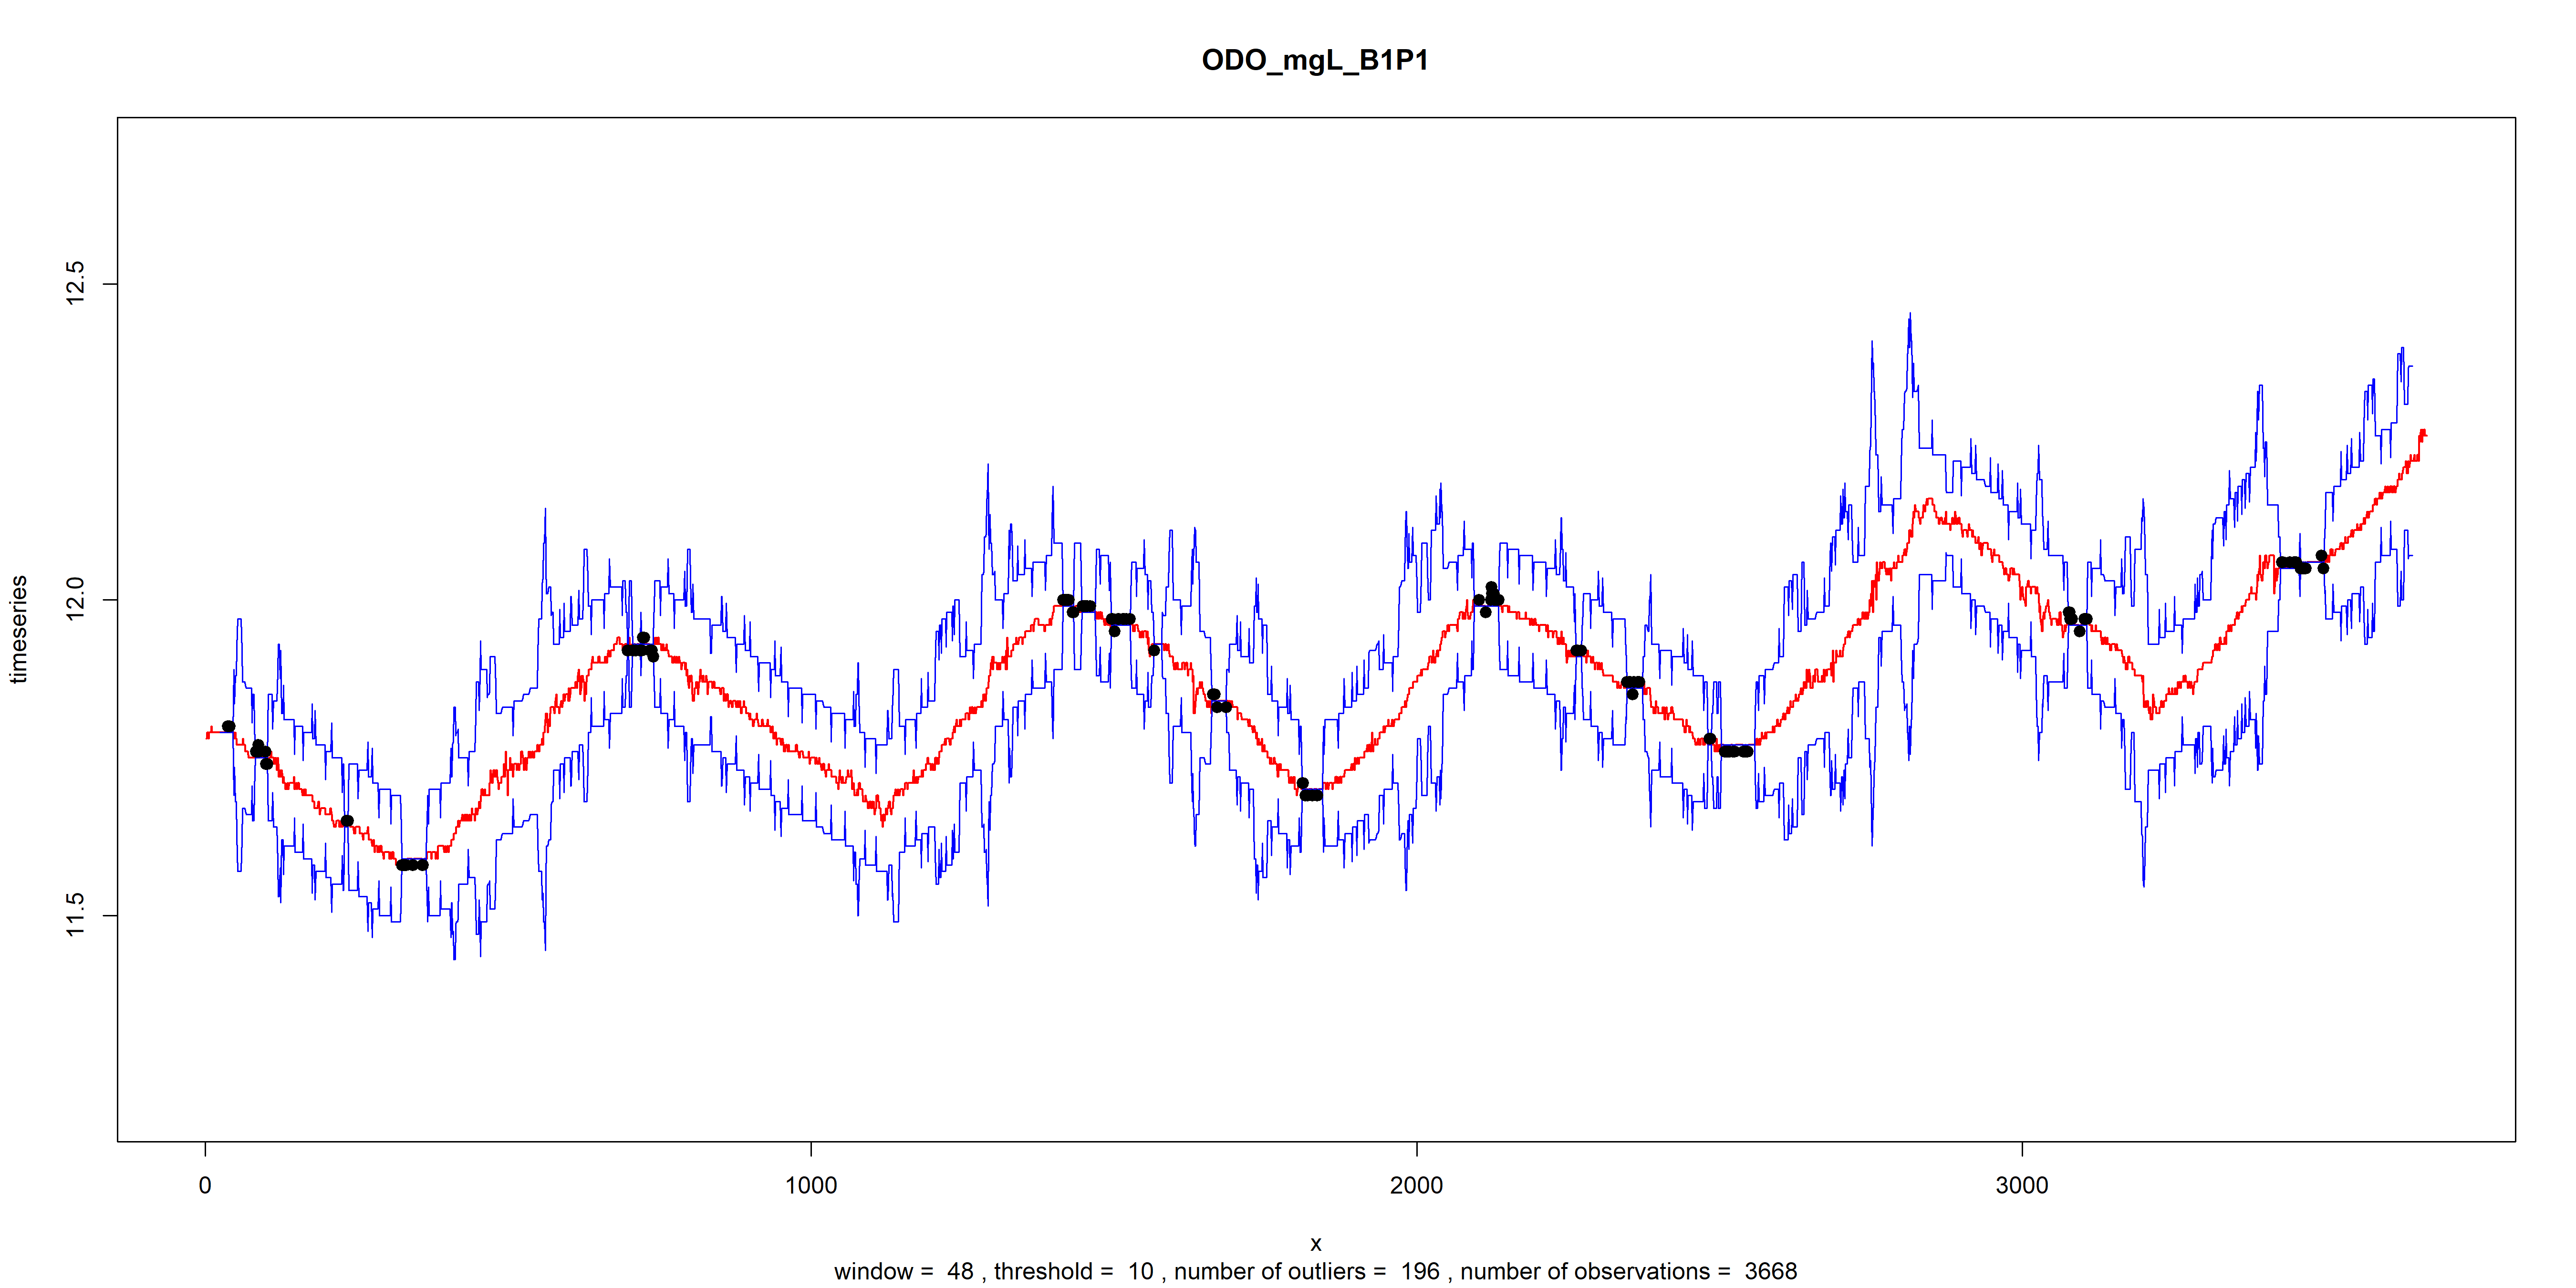 ODO_mgL_B1P1
timeseries
12.5
12.0
11.5
0 1000 2000 3000
x
window = 48 , threshold = 10 , number of outliers = 196 , number of observations = 3668